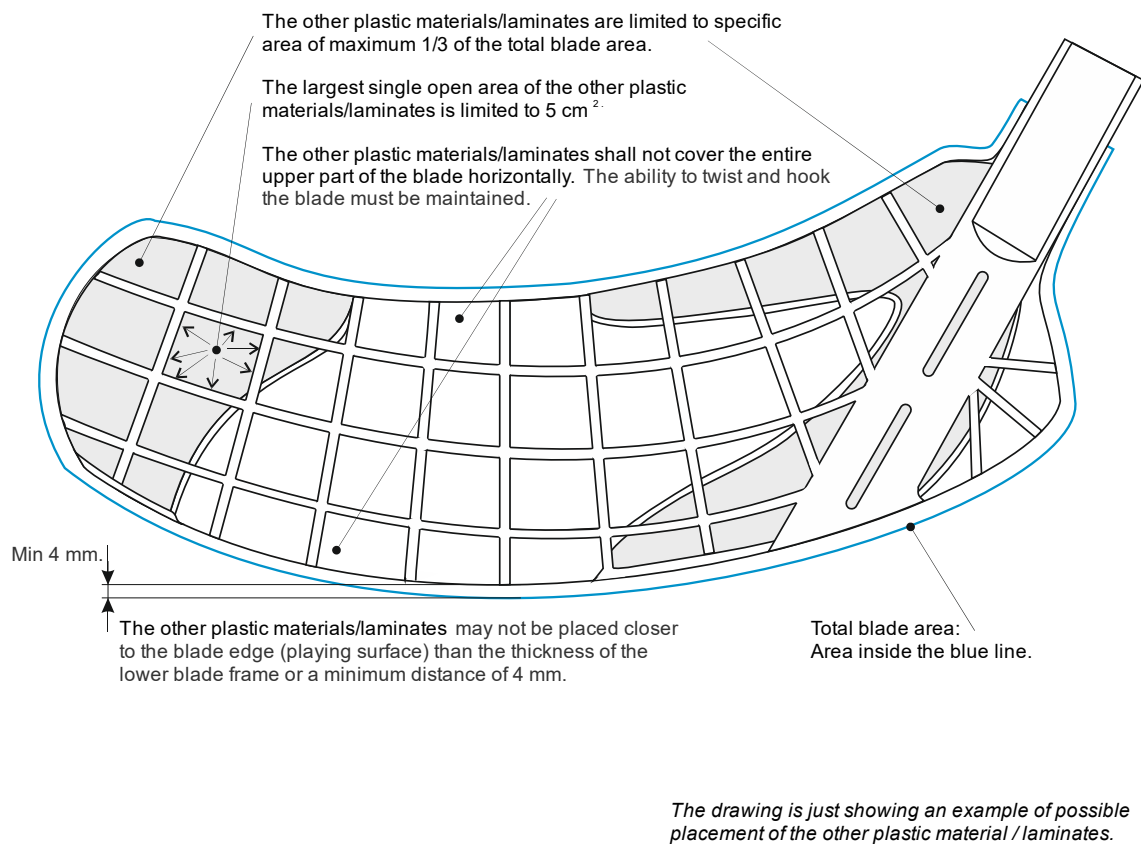 The other plastic materials/laminates are limited to specific
area of maximum 1/3 of the total blade area.
The largest single open area of the other plastic
materials/laminates is limited to 5 cm ².
The other plastic materials/laminates shall not cover the entire
upper part of the blade horizontally. The ability to twist and hook
the blade must be maintained.
Min 4 mm.
The other plastic materials/laminates may not be placed closer
to the blade edge (playing surface) than the thickness of the
lower blade frame or a minimum distance of 4 mm.
Total blade area:
Area inside the blue line.
The drawing is just showing an example of possible
placement of the other plastic material / laminates.